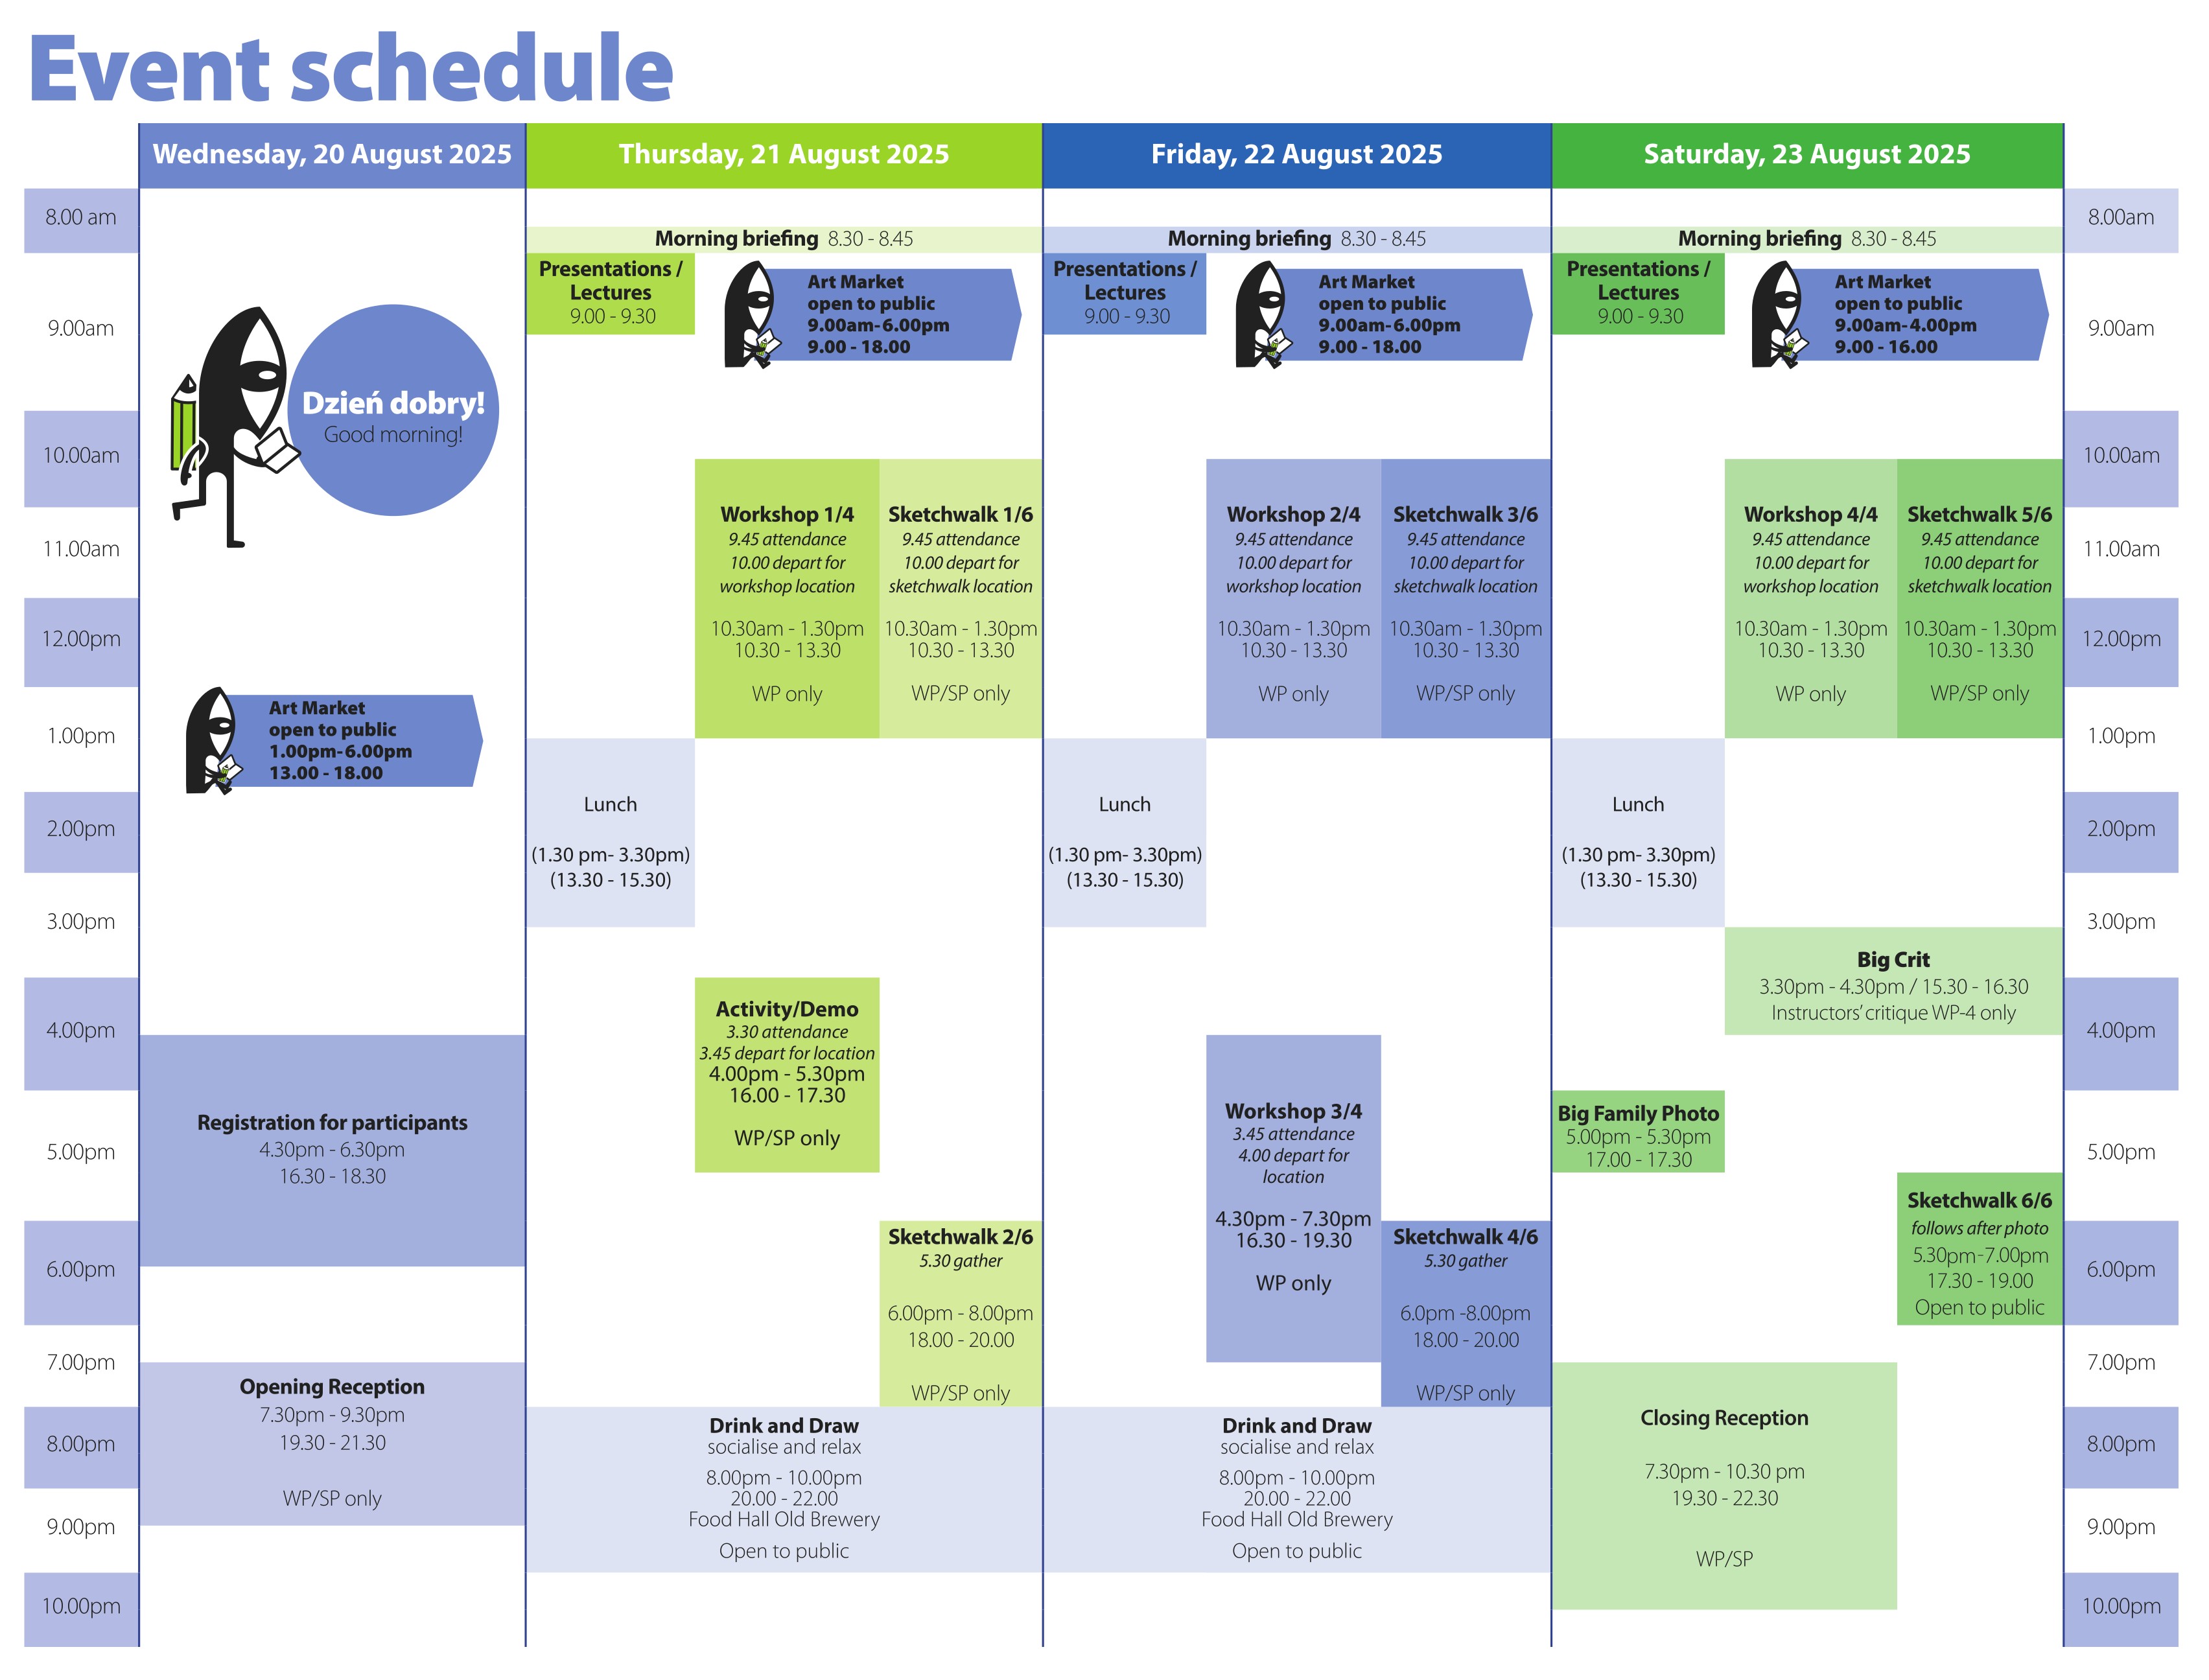 Event schedule
Wednesday, 20 August 2025
Thursday, 21 August 2025
Friday, 22 August 2025
Saturday, 23 August 2025
8.00 am
9.00am
10.00am
11.00am
12.00pm
1.00pm
2.00pm
3.00pm
4.00pm
5.00pm
6.00pm
7.00pm
8.00pm
9.00pm
10.00pm
Dzień dobry!
Good morning!
Art Market
open to public
1.00pm-6.00pm
13.00 - 18.00
Registration for participants
4.30pm - 6.30pm
16.30 - 18.30
Opening Reception
7.30pm - 9.30pm
19.30 - 21.30
WP/SP only
Morning briefing 8.30 - 8.45
Presentations /
Lectures
9.00 - 9.30
Art Market
open to public
9.00am-6.00pm
9.00 - 18.00
Workshop 1/4
9.45 attendance
10.00 depart for
workshop location
10.30am - 1.30pm
10.30 - 13.30
WP only
Sketchwalk 1/6
9.45 attendance
10.00 depart for
sketchwalk location
10.30am - 1.30pm
10.30 - 13.30
WP/SP only
Lunch
(1.30 pm- 3.30pm)
(13.30 - 15.30)
Activity/Demo
3.30 attendance
3.45 depart for location
4.00pm - 5.30pm
16.00 - 17.30
WP/SP only
Sketchwalk 2/6
5.30 gather
6.00pm - 8.00pm
18.00 - 20.00
WP/SP only
Drink and Draw
socialise and relax
8.00pm - 10.00pm
20.00 - 22.00
Food Hall Old Brewery
Open to public
Morning briefing 8.30 - 8.45
Presentations /
Lectures
9.00 - 9.30
Art Market
open to public
9.00am-6.00pm
9.00 - 18.00
Workshop 2/4
9.45 attendance
10.00 depart for
workshop location
10.30am - 1.30pm
10.30 - 13.30
WP only
Sketchwalk 3/6
9.45 attendance
10.00 depart for
sketchwalk location
10.30am - 1.30pm
10.30 - 13.30
WP/SP only
Lunch
(1.30 pm- 3.30pm)
(13.30 - 15.30)
Workshop 3/4
3.45 attendance
4.00 depart for
location
4.30pm - 7.30pm
16.30 - 19.30
WP only
Sketchwalk 4/6
5.30 gather
6.0pm -8.00pm
18.00 - 20.00
WP/SP only
Drink and Draw
socialise and relax
8.00pm - 10.00pm
20.00 - 22.00
Food Hall Old Brewery
Open to public
Morning briefing 8.30 - 8.45
Presentations /
Lectures
9.00 - 9.30
Art Market
open to public
9.00am-4.00pm
9.00 - 16.00
Workshop 4/4
9.45 attendance
10.00 depart for
workshop location
10.30am - 1.30pm
10.30 - 13.30
WP only
Sketchwalk 5/6
9.45 attendance
10.00 depart for
sketchwalk location
10.30am - 1.30pm
10.30 - 13.30
WP/SP only
Lunch
(1.30 pm- 3.30pm)
(13.30 - 15.30)
Big Crit
3.30pm - 4.30pm / 15.30 - 16.30
Instructors' critique WP-4 only
Big Family Photo
5.00pm - 5.30pm
17.00 - 17.30
Sketchwalk 6/6
follows after photo
5.30pm-7.00pm
17.30 - 19.00
Open to public
Closing Reception
7.30pm - 10.30 pm
19.30 - 22.30
WP/SP
8.00am
9.00am
10.00am
11.00am
12.00pm
1.00pm
2.00pm
3.00pm
4.00pm
5.00pm
6.00pm
7.00pm
8.00pm
9.00pm
10.00pm